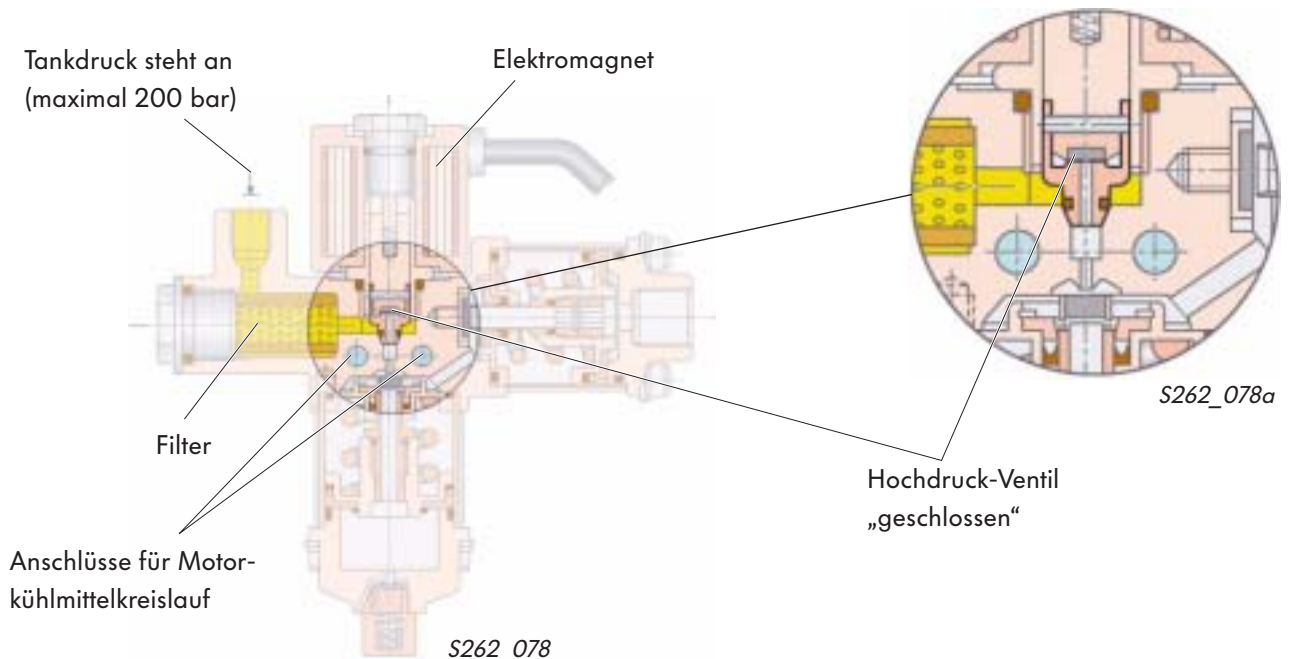 Tankdruck steht an
(maximal 200 bar)
Elektromagnet
S262_078a
Filter
Hochdruck-Ventil
„geschlossen“
Anschlüsse für Motor-
kühlmittelkreislauf
S262_078